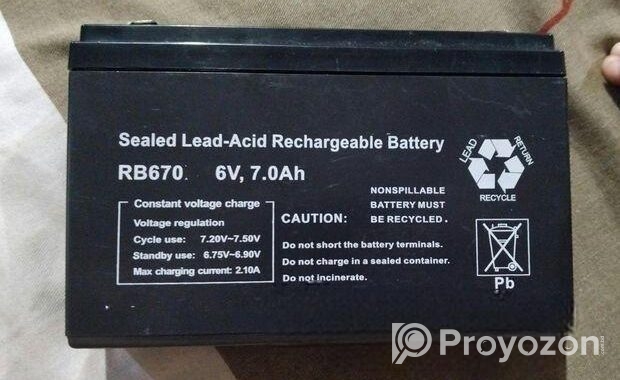 Sealed Lead-Acid Rechargeable Battery
RB670 6V, 7.0Ah
Constant voltage charge
Voltage regulation
Cycle use: 7.20V~7.50V
Standby use: 6.75V~6.90V
Max charging current: 2.10A
CAUTION:
NONSPILLABLE
BATTERY MUST
BE RECYCLED.
Do not short the battery terminals.
Do not charge in a sealed container.
Do not incinerate.
LEAD
RETURN
RECYCLE
Pb
Proyozon